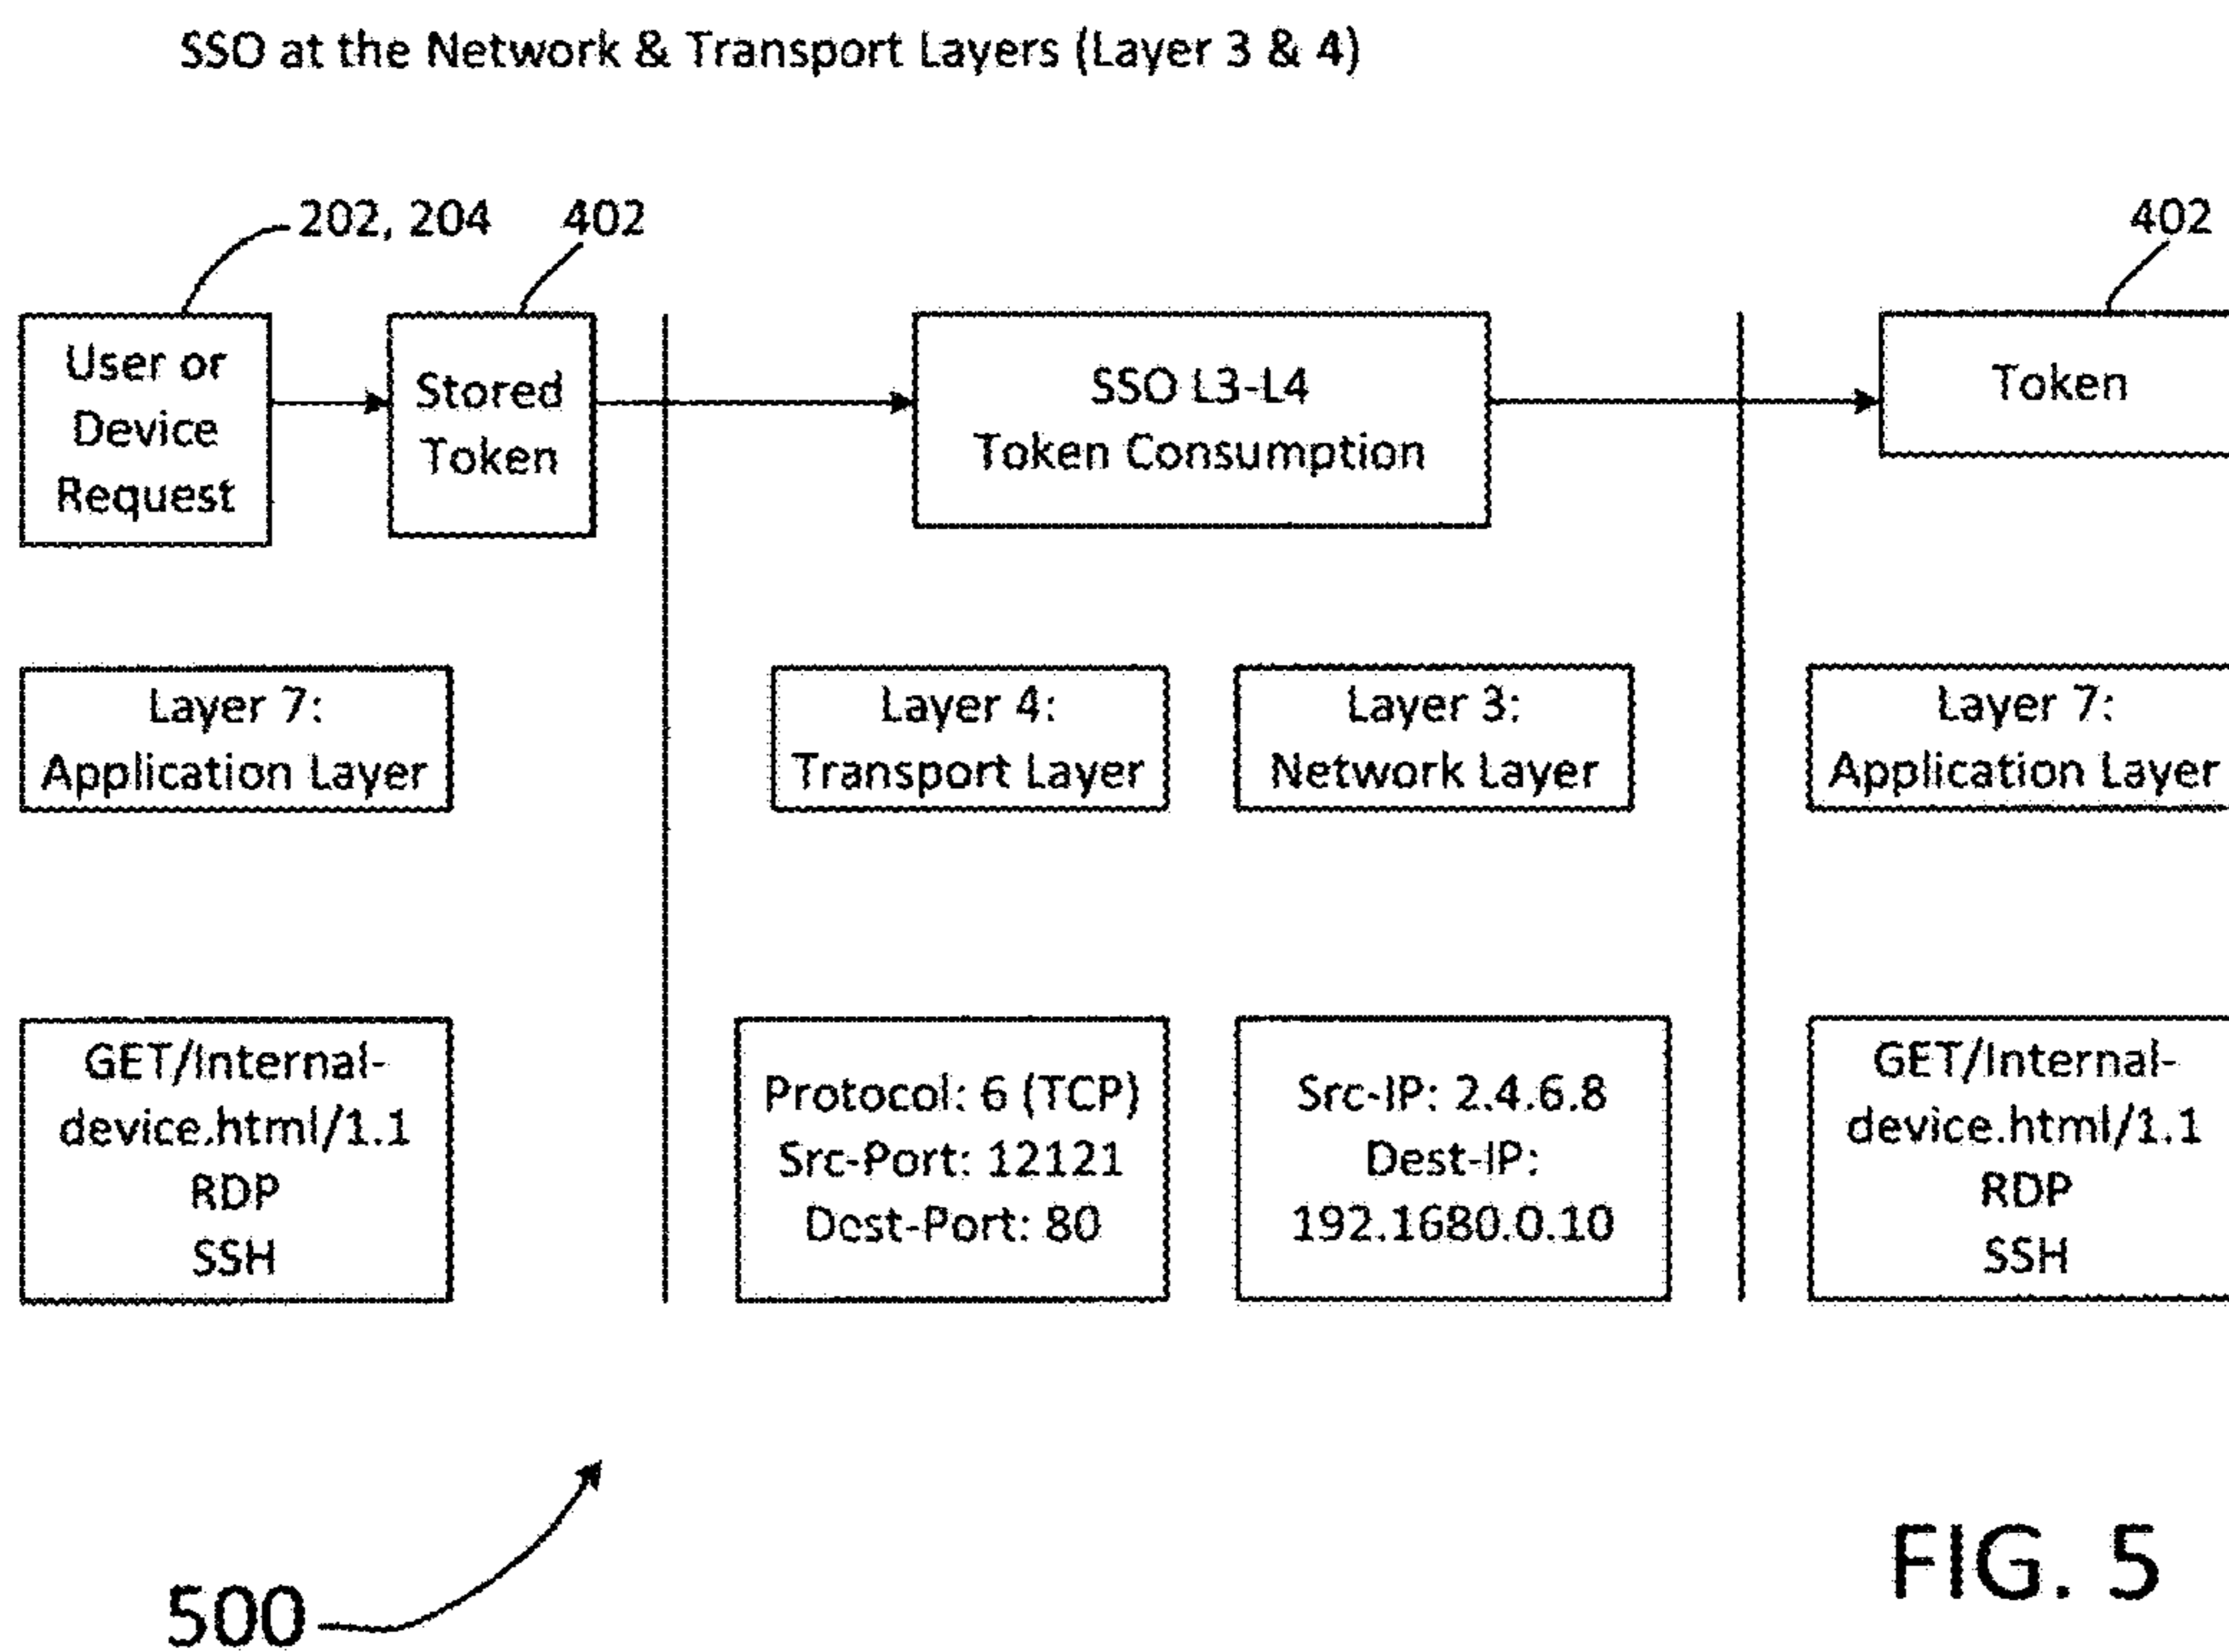 SSO at the Network & Transport Layers (Layer 3 & 4)
202, 204
402
402
User or
Device
Request
Stored
Token
SSO L3-L4
Token Consumption
Token
Layer 7:
Application Layer
Layer 4:
Transport Layer
Layer 3:
Network Layer
Layer 7:
Application Layer
GET/Internal-
device.html/1.1
RDP
SSH
Protocol: 6 (TCP)
Src-Port: 12121
Dest-Port: 80
Src-IP: 2.4.6.8
Dest-IP:
192.1680.0.10
GET/Internal-
device.html/1.1
RDP
SSH
500
FIG. 5